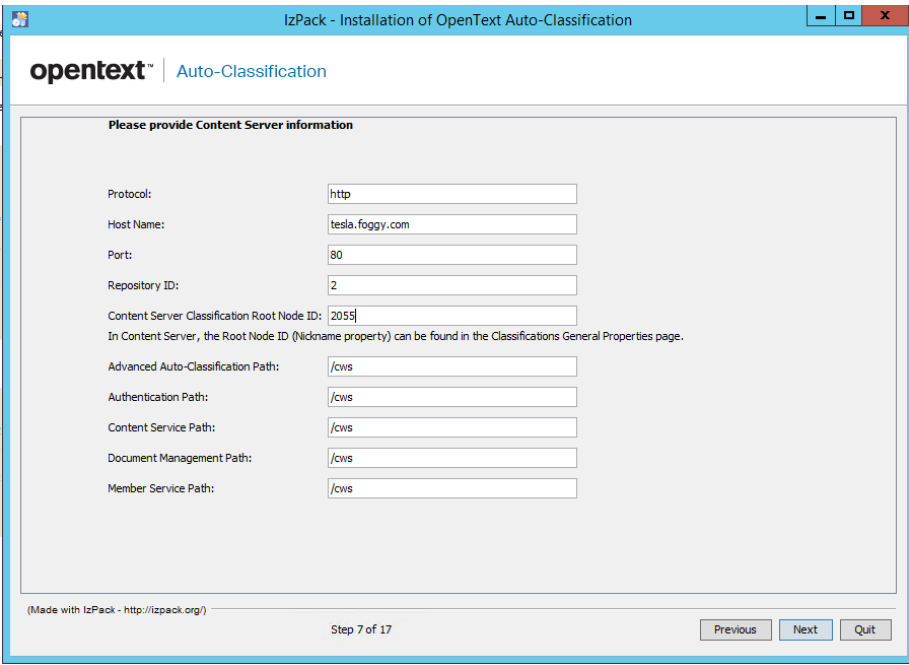 IzPack - Installation of OpenText Auto-Classification
opentext™ | Auto-Classification
Please provide Content Server information
Protocol: http
Host Name: tesla.foggy.com
Port: 80
Repository ID: 2
Content Server Classification Root Node ID: 2055
In Content Server, the Root Node ID (Nickname property) can be found in the Classifications General Properties page.
Advanced Auto-Classification Path: /cws
Authentication Path: /cws
Content Service Path: /cws
Document Management Path: /cws
Member Service Path: /cws
(Made with IzPack - http://izpack.org/)
Step 7 of 17 Previous Next Quit